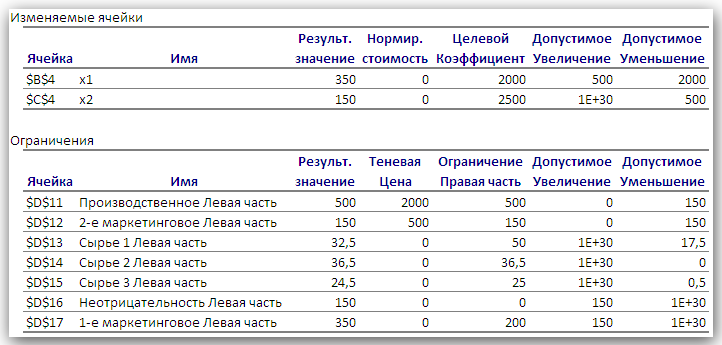 Изменяемые ячейки
Результ. Нормир. Целевой Допустимое Допустимое
Ячейка Имя значение стоимость Коэффициент Увеличение Уменьшение
$B$4 x1 350 0 2000 500 2000
$C$4 x2 150 0 2500 1E+30 500
Ограничения
Результ. Теневая Ограничение Допустимое Допустимое
Ячейка Имя значение Цена Правая часть Увеличение Уменьшение
$D$11 Производственное Левая часть 500 2000 500 0 150
$D$12 2-е маркетинговое Левая часть 150 500 150 0 150
$D$13 Сырье 1 Левая часть 32,5 0 50 1E+30 17,5
$D$14 Сырье 2 Левая часть 36,5 0 36,5 1E+30 0
$D$15 Сырье 3 Левая часть 24,5 0 25 1E+30 0,5
$D$16 Неотрицательность Левая часть 150 0 0 150 1E+30
$D$17 1-е маркетинговое Левая часть 350 0 200 150 1E+30